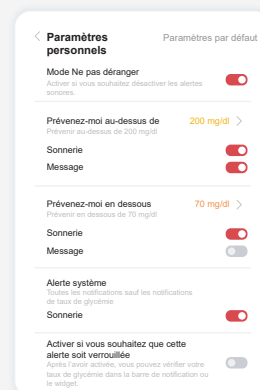 Paramètres personnels
Paramètres par défaut
Mode Ne pas déranger
Activer si vous souhaitez désactiver les alertes
sonores.
Prévenez-moi au-dessus de 200 mg/dl
Prévenir au-dessus de 200 mg/dl
Sonnerie
Message
Prévenez-moi en dessous 70 mg/dl
Prévenir en dessous de 70 mg/dl
Sonnerie
Message
Alerte système
Toutes les notifications sauf les notifications
de taux de glycémie
Sonnerie
Activer si vous souhaitez que cette
alerte soit verrouillée
Après l'avoir activée, vous pouvez vérifier votre
taux de glycémie dans la barre de notification ou
le widget.